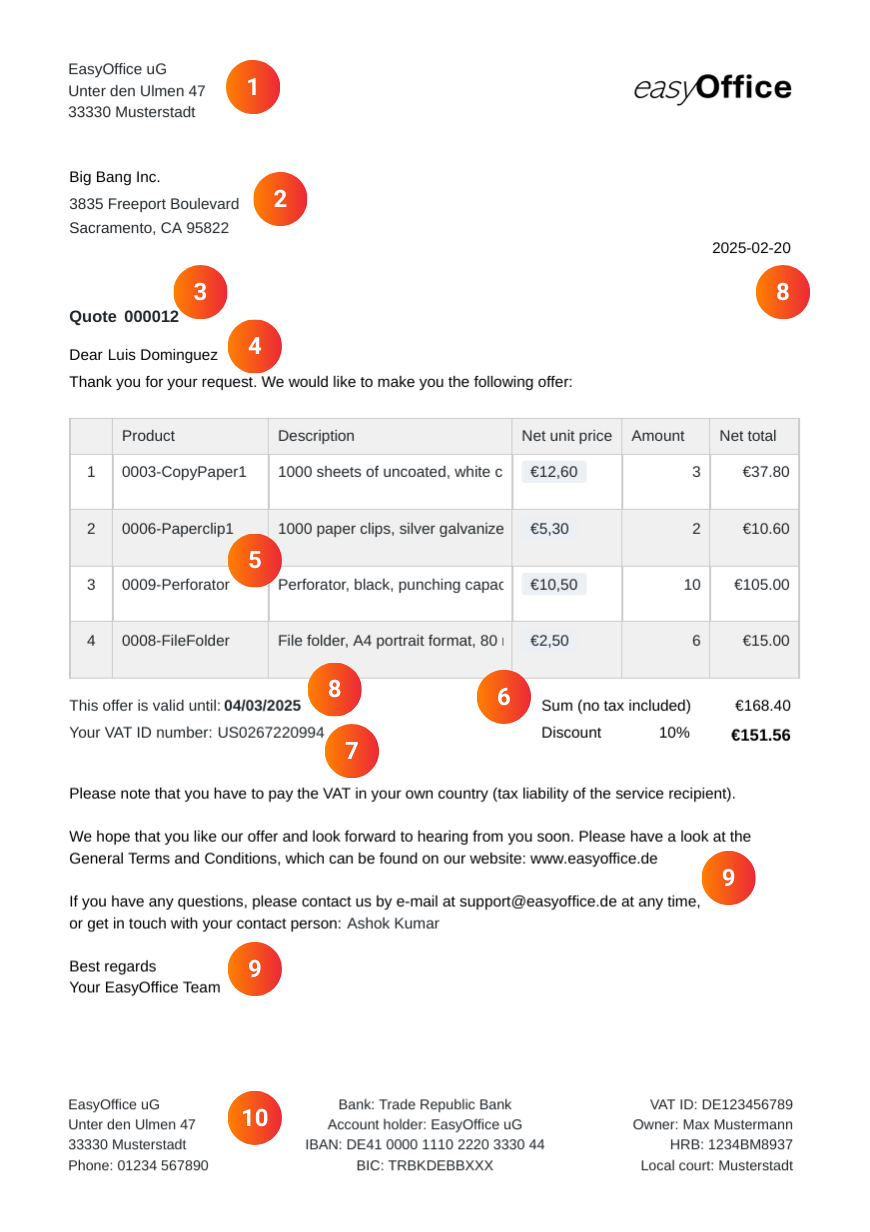 EasyOffice uG
Unter den Ulmen 47
33330 Musterstadt
1
easyOffice
Big Bang Inc.
3835 Freeport Boulevard
Sacramento, CA 95822
2
2025-02-20
8
3
Quote 000012
Dear Luis Dominguez
4
Thank you for your request. We would like to make you the following offer:
Product Description Net unit price Amount Net total
1 0003-CopyPaper1 1000 sheets of uncoated, white c €12,60 3 €37.80
2 0006-Paperclip1 1000 paper clips, silver galvanize €5,30 2 €10.60
5
3 0009-Perforator Perforator, black, punching capac €10,50 10 €105.00
4 0008-FileFolder File folder, A4 portrait format, 80 €2,50 6 €15.00
This offer is valid until: 04/03/2025 8 6 Sum (no tax included) €168.40
Your VAT ID number: US0267220994 7 Discount 10% €151.56
Please note that you have to pay the VAT in your own country (tax liability of the service recipient).
We hope that you like our offer and look forward to hearing from you soon. Please have a look at the
General Terms and Conditions, which can be found on our website: www.easyoffice.de
9
If you have any questions, please contact us by e-mail at support@easyoffice.de at any time,
or get in touch with your contact person: Ashok Kumar
Best regards
Your EasyOffice Team
9
EasyOffice uG
Unter den Ulmen 47
33330 Musterstadt
Phone: 01234 567890
10
Bank: Trade Republic Bank
Account holder: EasyOffice uG
IBAN: DE41 0000 1110 2220 3330 44
BIC: TRBKDEBBXXX
VAT ID: DE123456789
Owner: Max Mustermann
HRB: 1234BM8937
Local court: Musterstadt